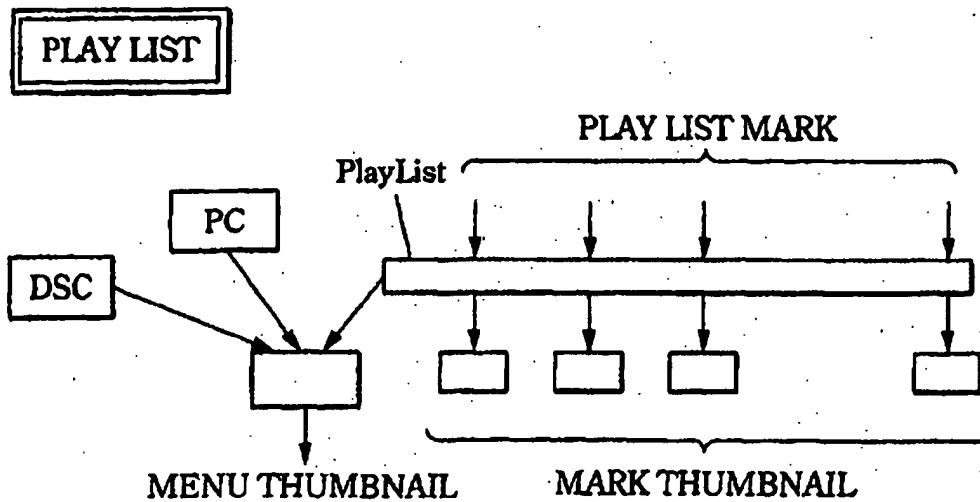 PLAY LIST
PLAY LIST MARK
PlayList
PC
DSC
MENU THUMBNAIL
MARK THUMBNAIL